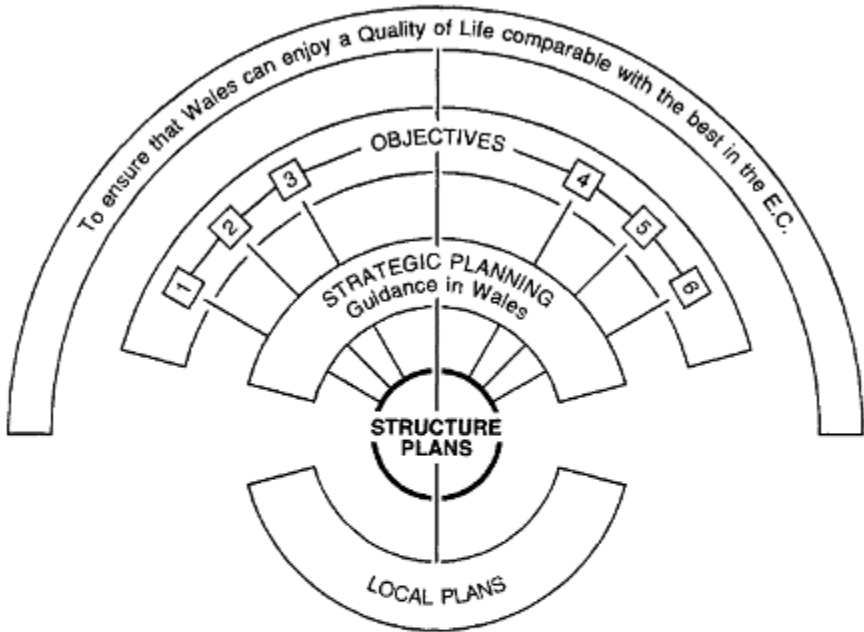 To ensure that Wales can enjoy a Quality of Life comparable with the best in the E.C.
OBJECTIVES
1
2
3
4
5
6
STRATEGIC PLANNING
Guidance in Wales
STRUCTURE
PLANS
LOCAL PLANS